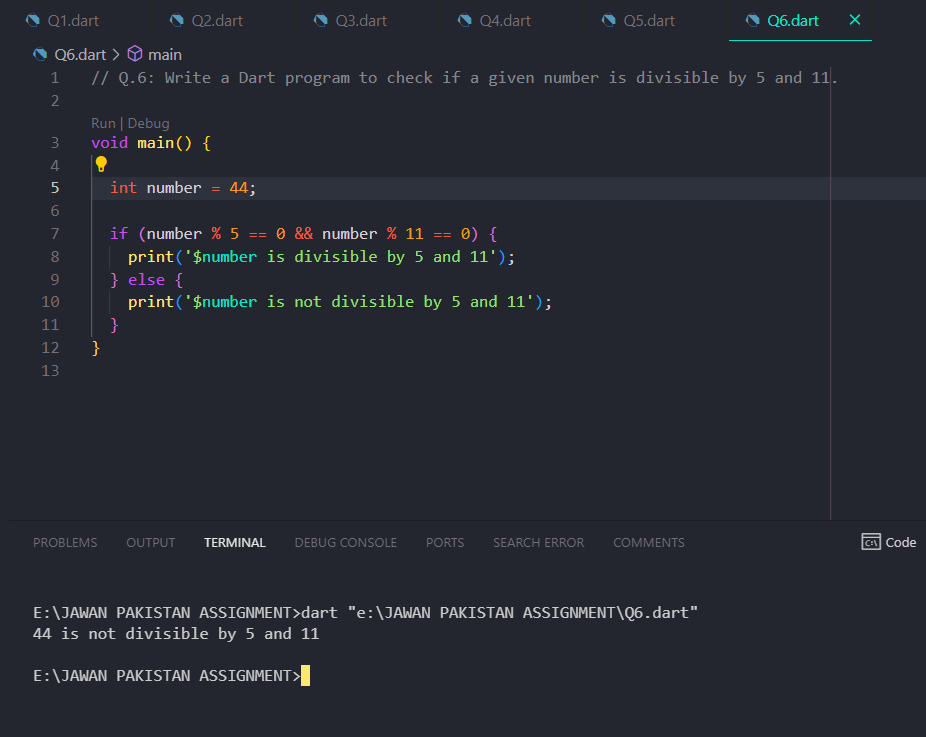 Q1.dart Q2.dart Q3.dart Q4.dart Q5.dart Q6.dart
Q6.dart > main
1 // Q.6: Write a Dart program to check if a given number is divisible by 5 and 11.
2
Run | Debug
3 void main() {
4
5   int number = 44;
6
7   if (number % 5 == 0 && number % 11 == 0) {
8     print('$number is divisible by 5 and 11');
9   } else {
10     print('$number is not divisible by 5 and 11');
11   }
12 }
13
PROBLEMS OUTPUT TERMINAL DEBUG CONSOLE PORTS SEARCH ERROR COMMENTS Code
E:\JAWAN PAKISTAN ASSIGNMENT>dart "e:\JAWAN PAKISTAN ASSIGNMENT\Q6.dart"
44 is not divisible by 5 and 11
E:\JAWAN PAKISTAN ASSIGNMENT>